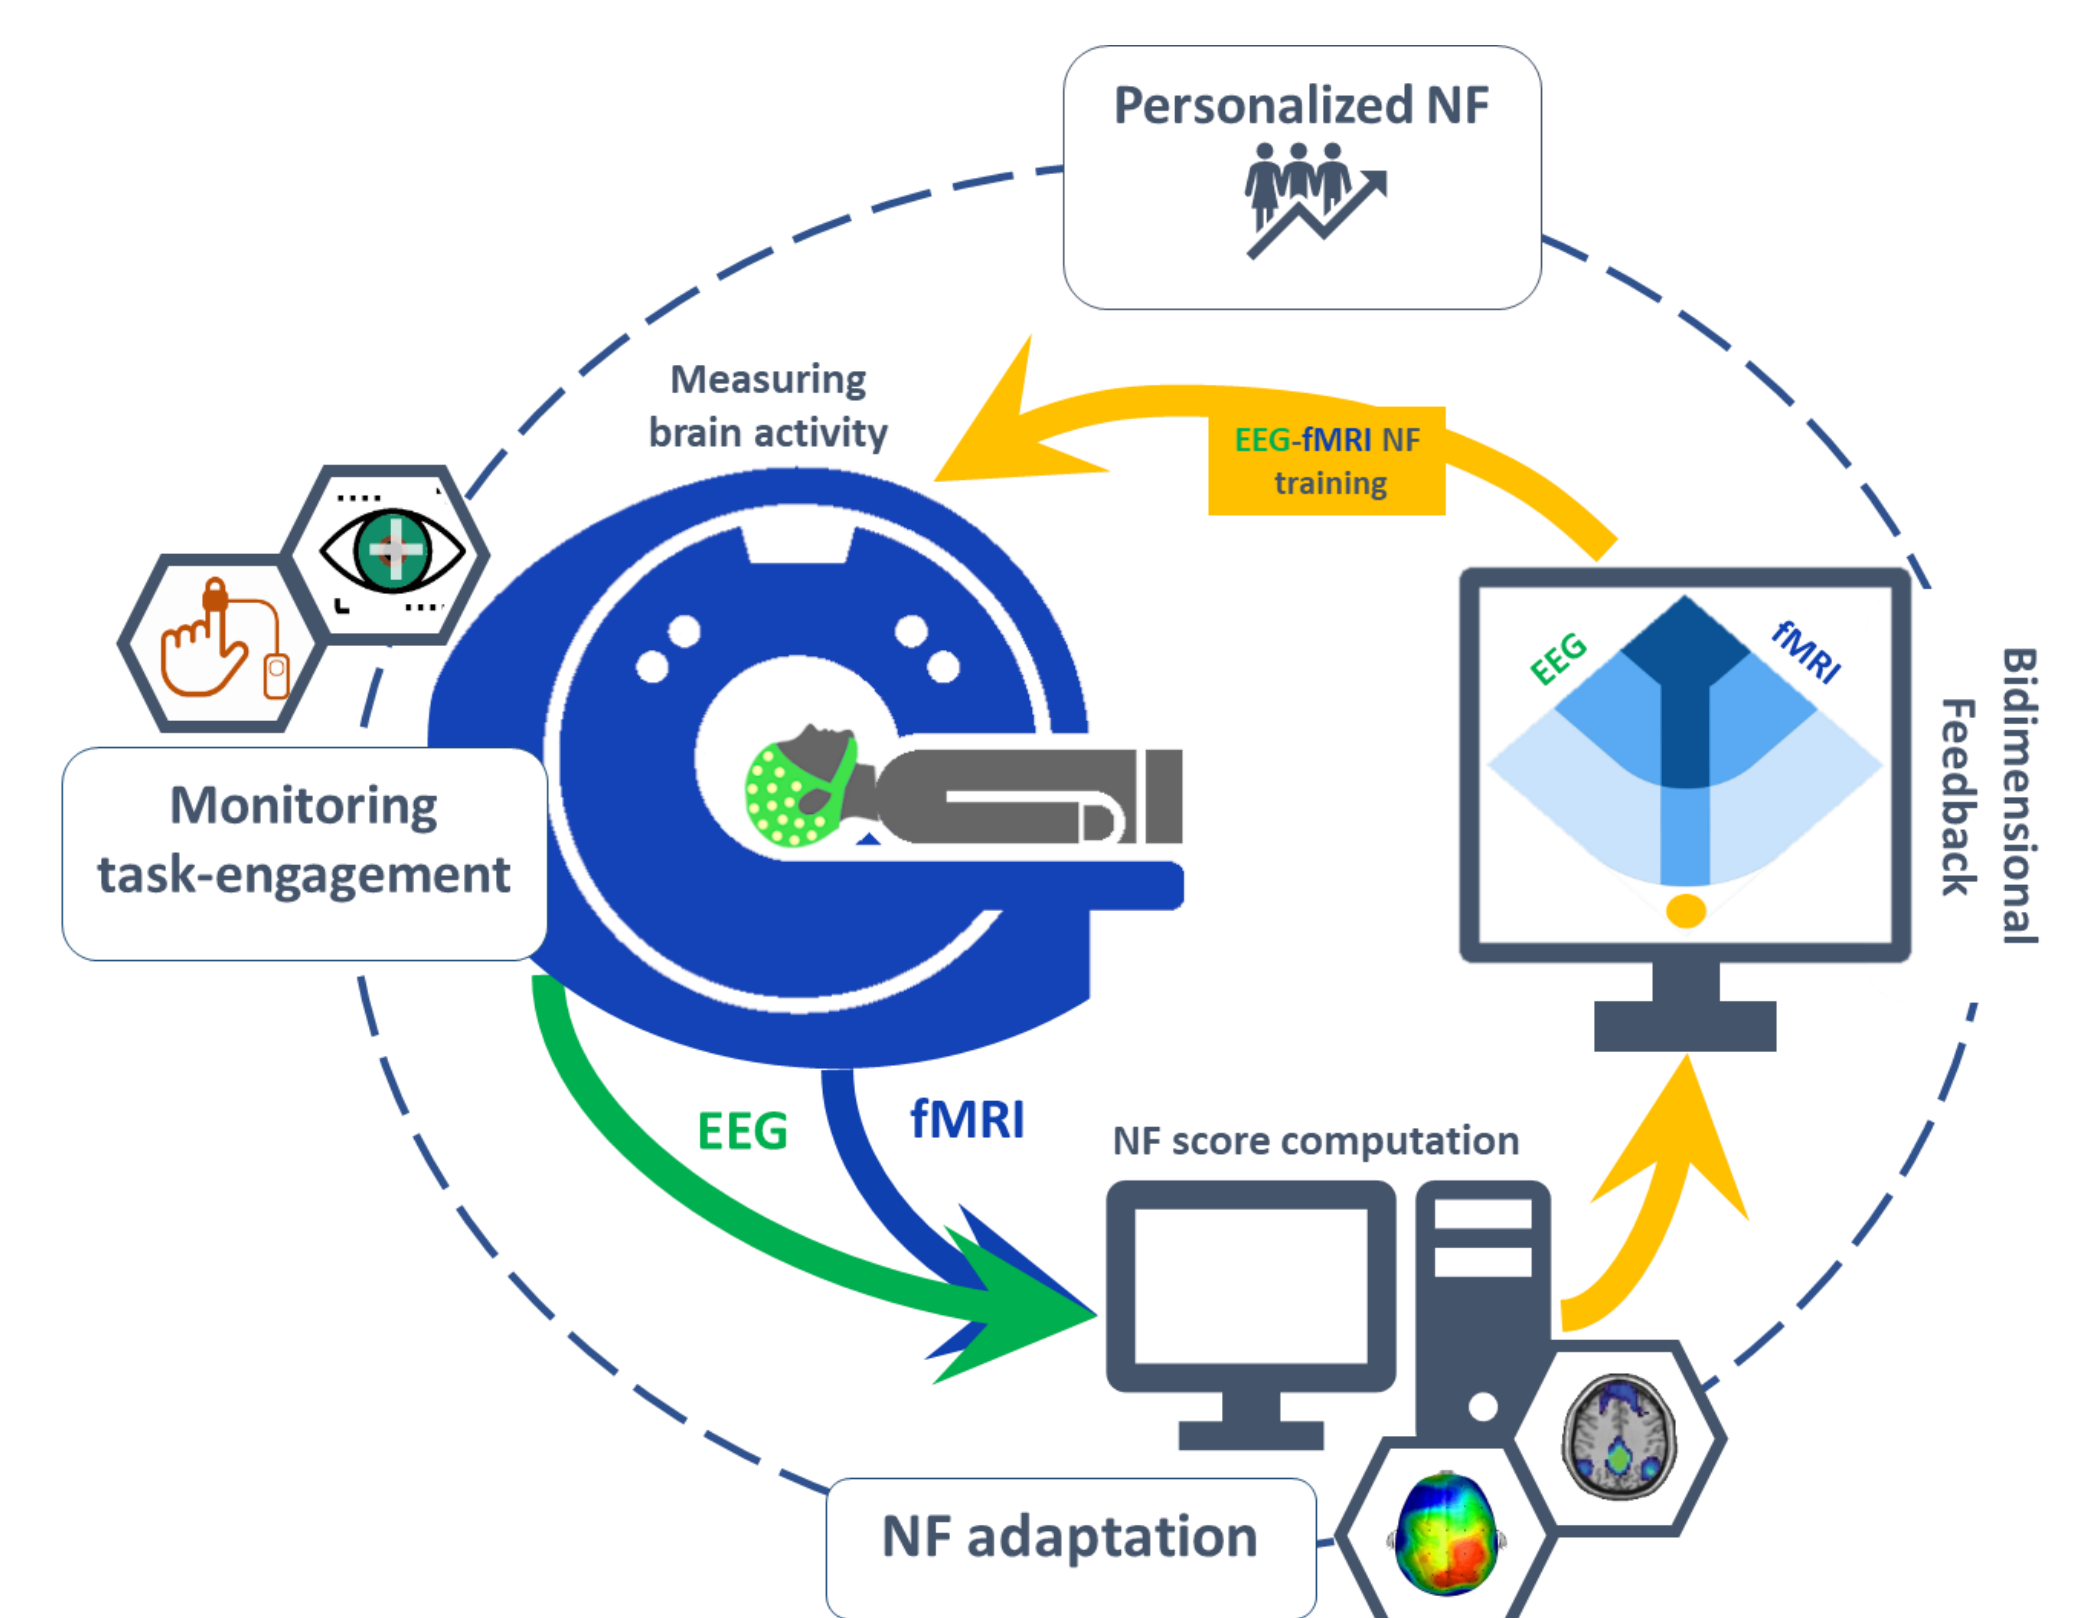 Personalized NF
Measuring
brain activity
EEG-fMRI NF
training
EEG
fMRI
Bidimensional
Feedback
Monitoring
task-engagement
EEG
fMRI
NF score computation
NF adaptation